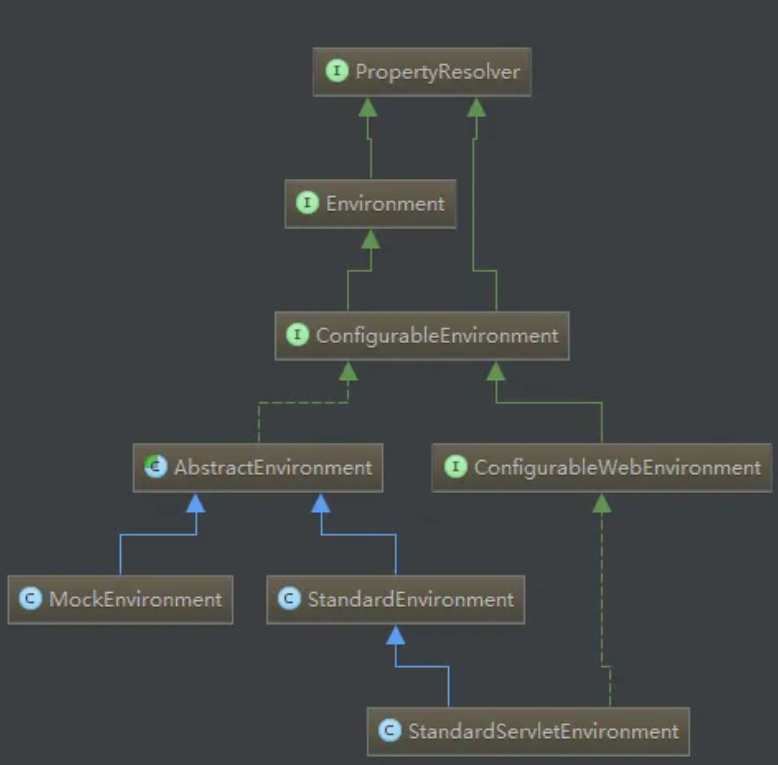 I PropertyResolver
I Environment
I ConfigurableEnvironment
C AbstractEnvironment
I ConfigurableWebEnvironment
C MockEnvironment
C StandardEnvironment
C StandardServletEnvironment